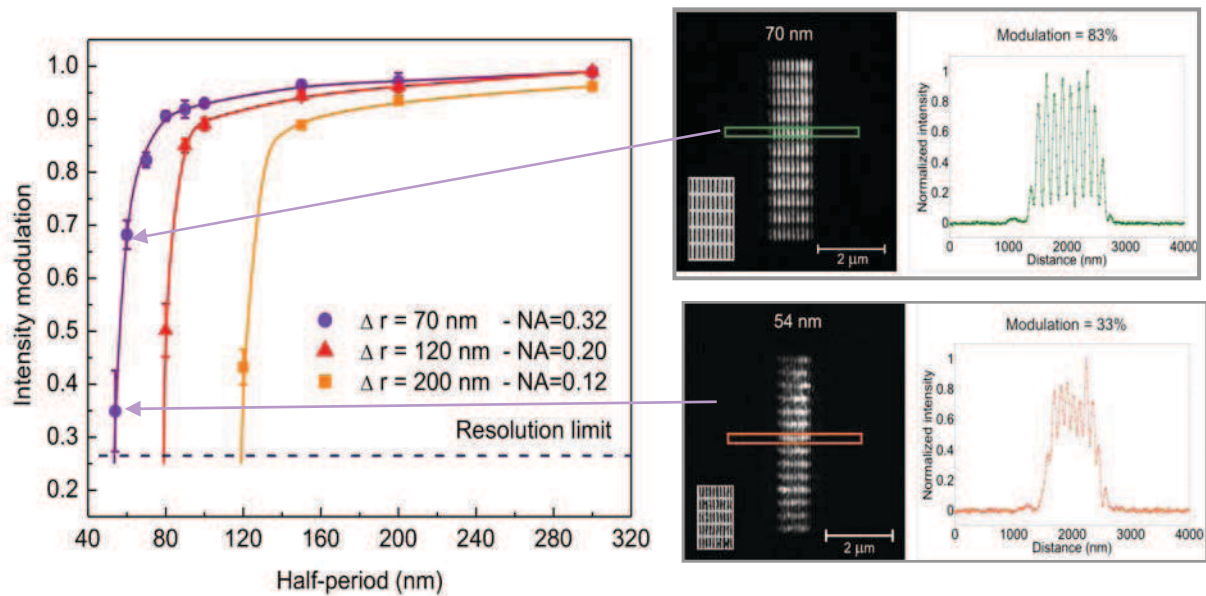 Intensity modulation
1.0
0.9
0.8
0.7
0.6
0.5
0.4
0.3
0.2
40 80 120 160 200 240 280 320
Half-period (nm)
Δ r = 70 nm - NA=0.32
Δ r = 120 nm - NA=0.20
Δ r = 200 nm - NA=0.12
Resolution limit
70 nm
2 µm
Modulation = 83%
Normalized intensity
1
0.8
0.6
0.4
0.2
0
0 1000 2000 3000 4000
Distance (nm)
54 nm
2 µm
Modulation = 33%
Normalized intensity
1
0.8
0.6
0.4
0.2
0
0 1000 2000 3000 4000
Distance (nm)